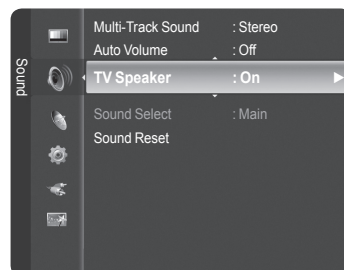 Sound
Multi-Track Sound : Stereo
Auto Volume : Off
TV Speaker : On
Sound Select : Main
Sound Reset